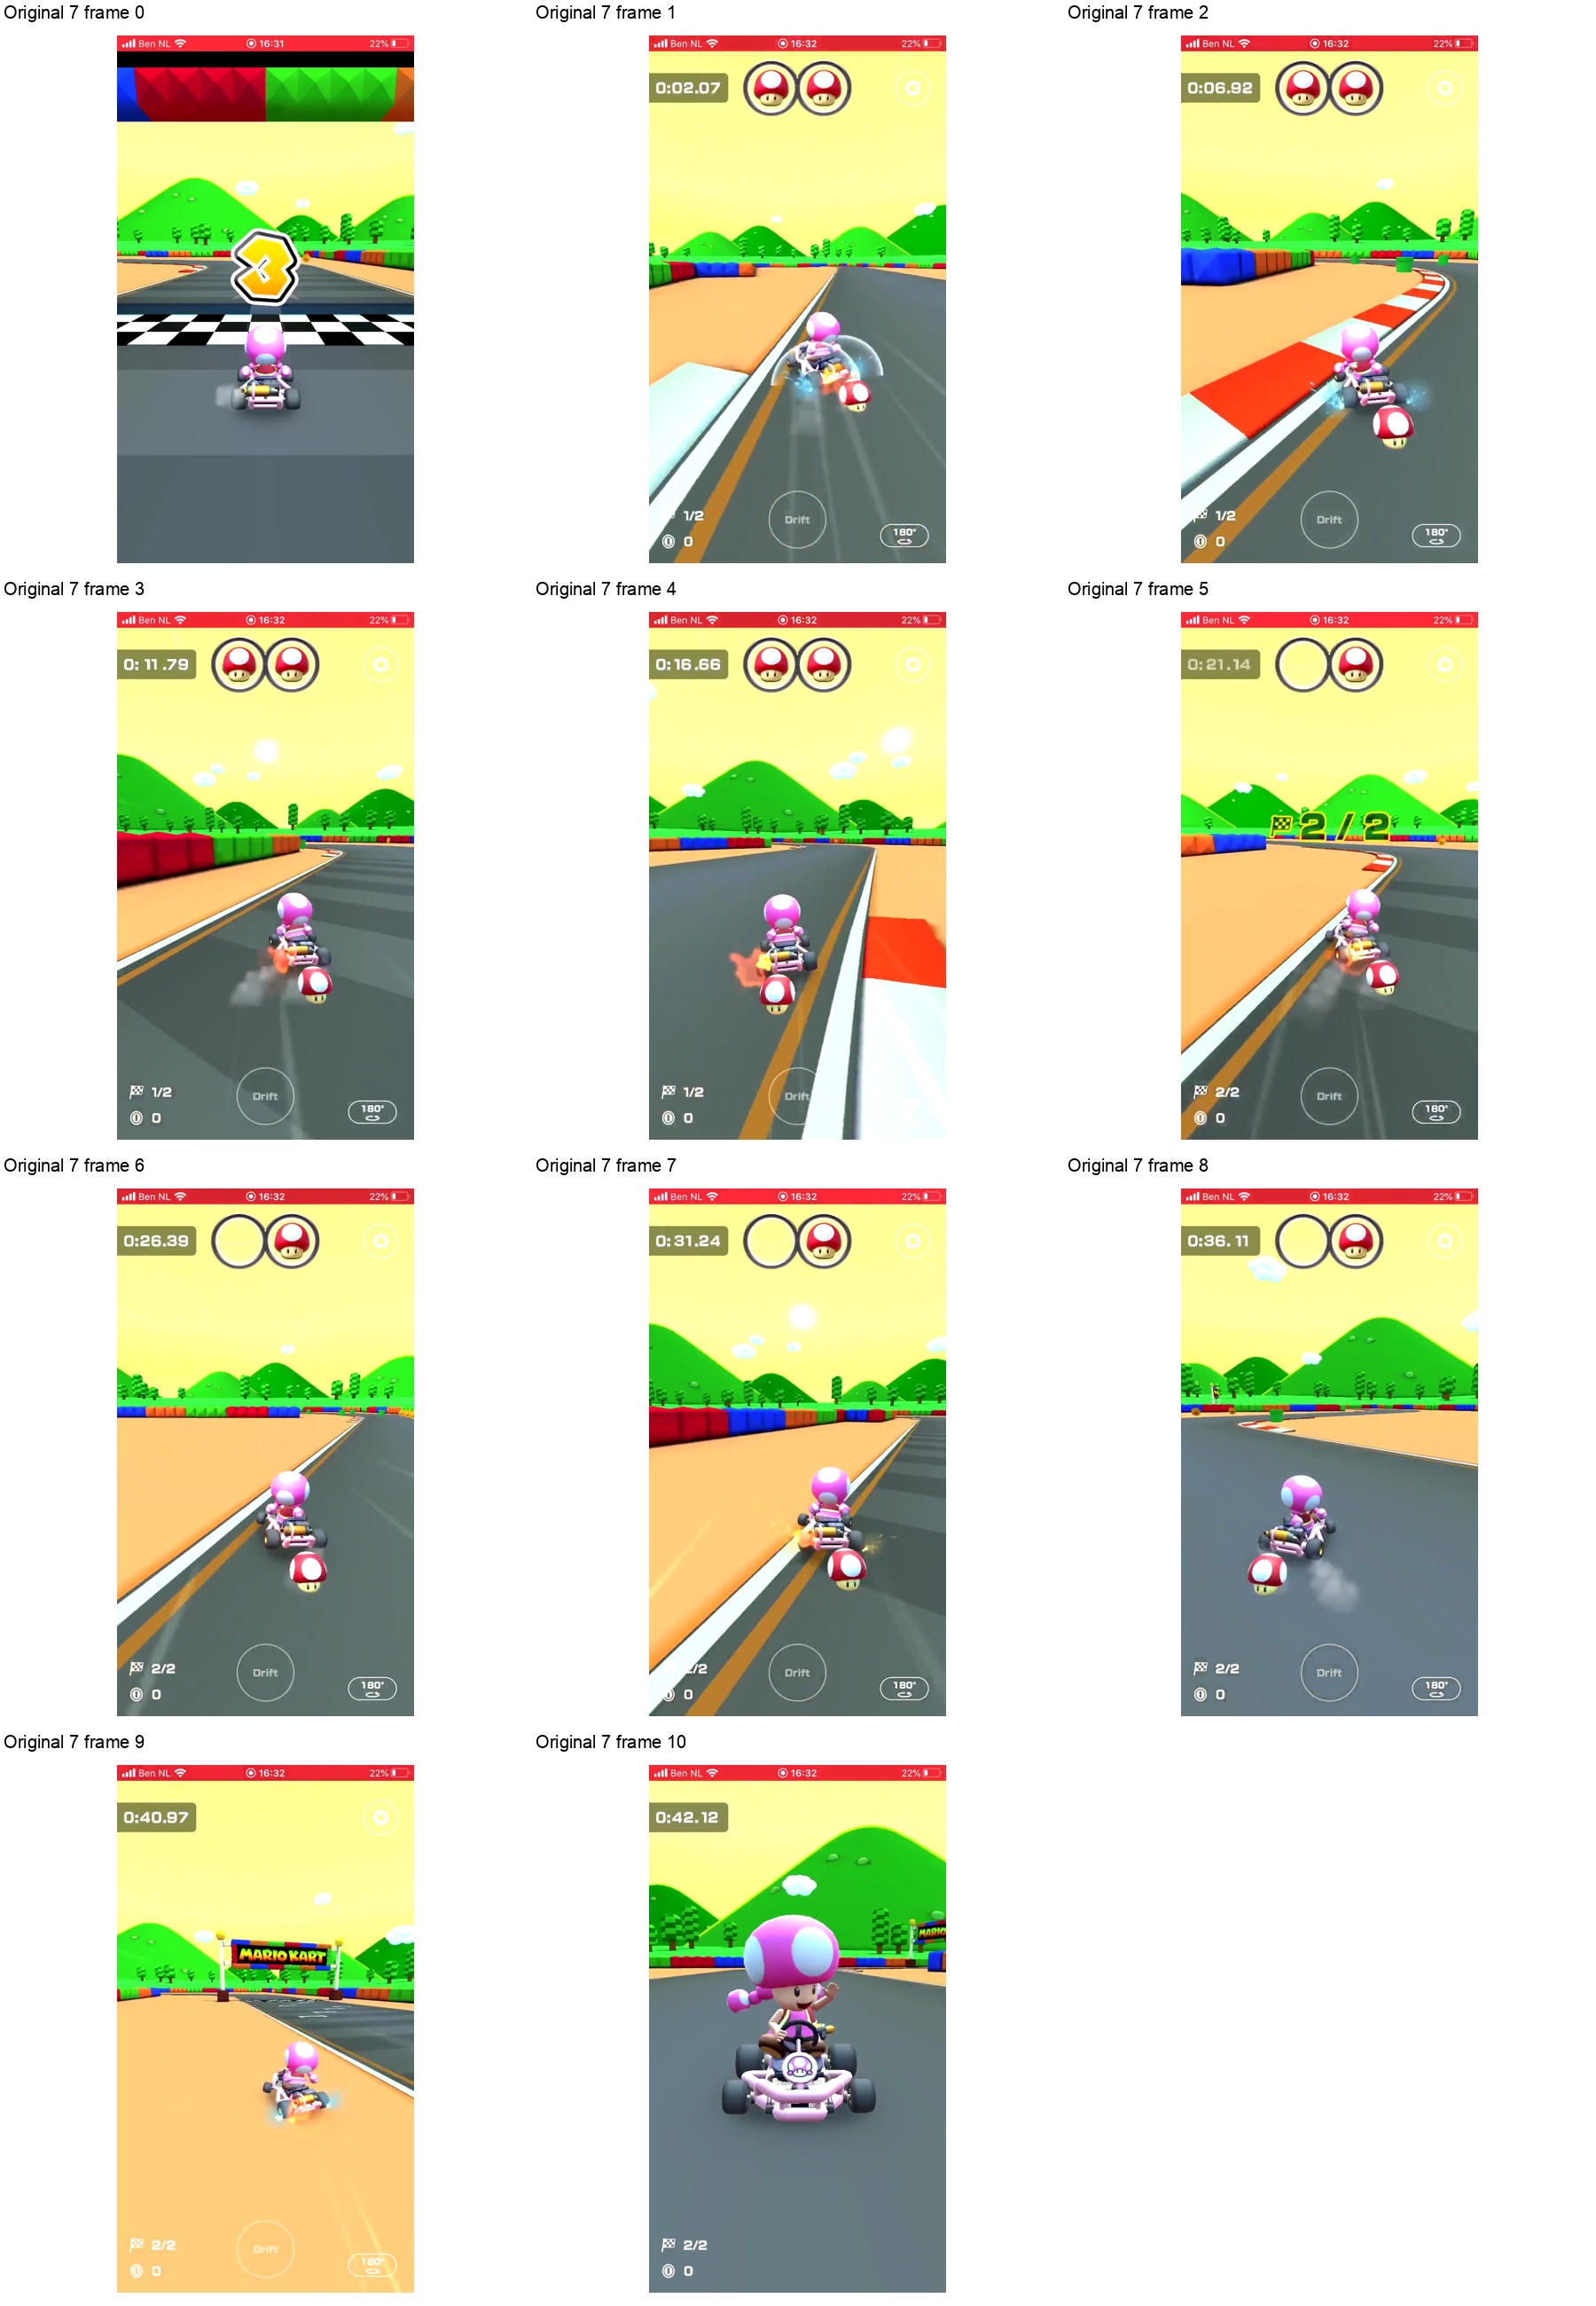 Original 7 frame 0
Original 7 frame 1
Original 7 frame 2
Ben NL 16:31 22%
Ben NL 16:32 22%
Ben NL 16:32 22%
0:02.07
0:06.92
3
Drift
Drift
1/2
180°
1/2
180°
0
0
Original 7 frame 3
Original 7 frame 4
Original 7 frame 5
Ben NL 16:32 22%
Ben NL 16:32 22%
Ben NL 16:32 22%
0:11.79
0:16.66
0:21.14
2/2
Drift
Drift
Drift
1/2
180°
1/2
2/2
180°
0
0
0
Original 7 frame 6
Original 7 frame 7
Original 7 frame 8
Ben NL 16:32 22%
Ben NL 16:32 22%
Ben NL 16:32 22%
0:26.39
0:31.24
0:36.11
Drift
Drift
Drift
2/2
180°
/2
180°
2/2
180°
0
0
0
Original 7 frame 9
Original 7 frame 10
Ben NL 16:32 22%
Ben NL 16:32 22%
0:40.97
0:42.12
MARIO KART
MARIO
Drift
2/2
180°
2/2
0
0